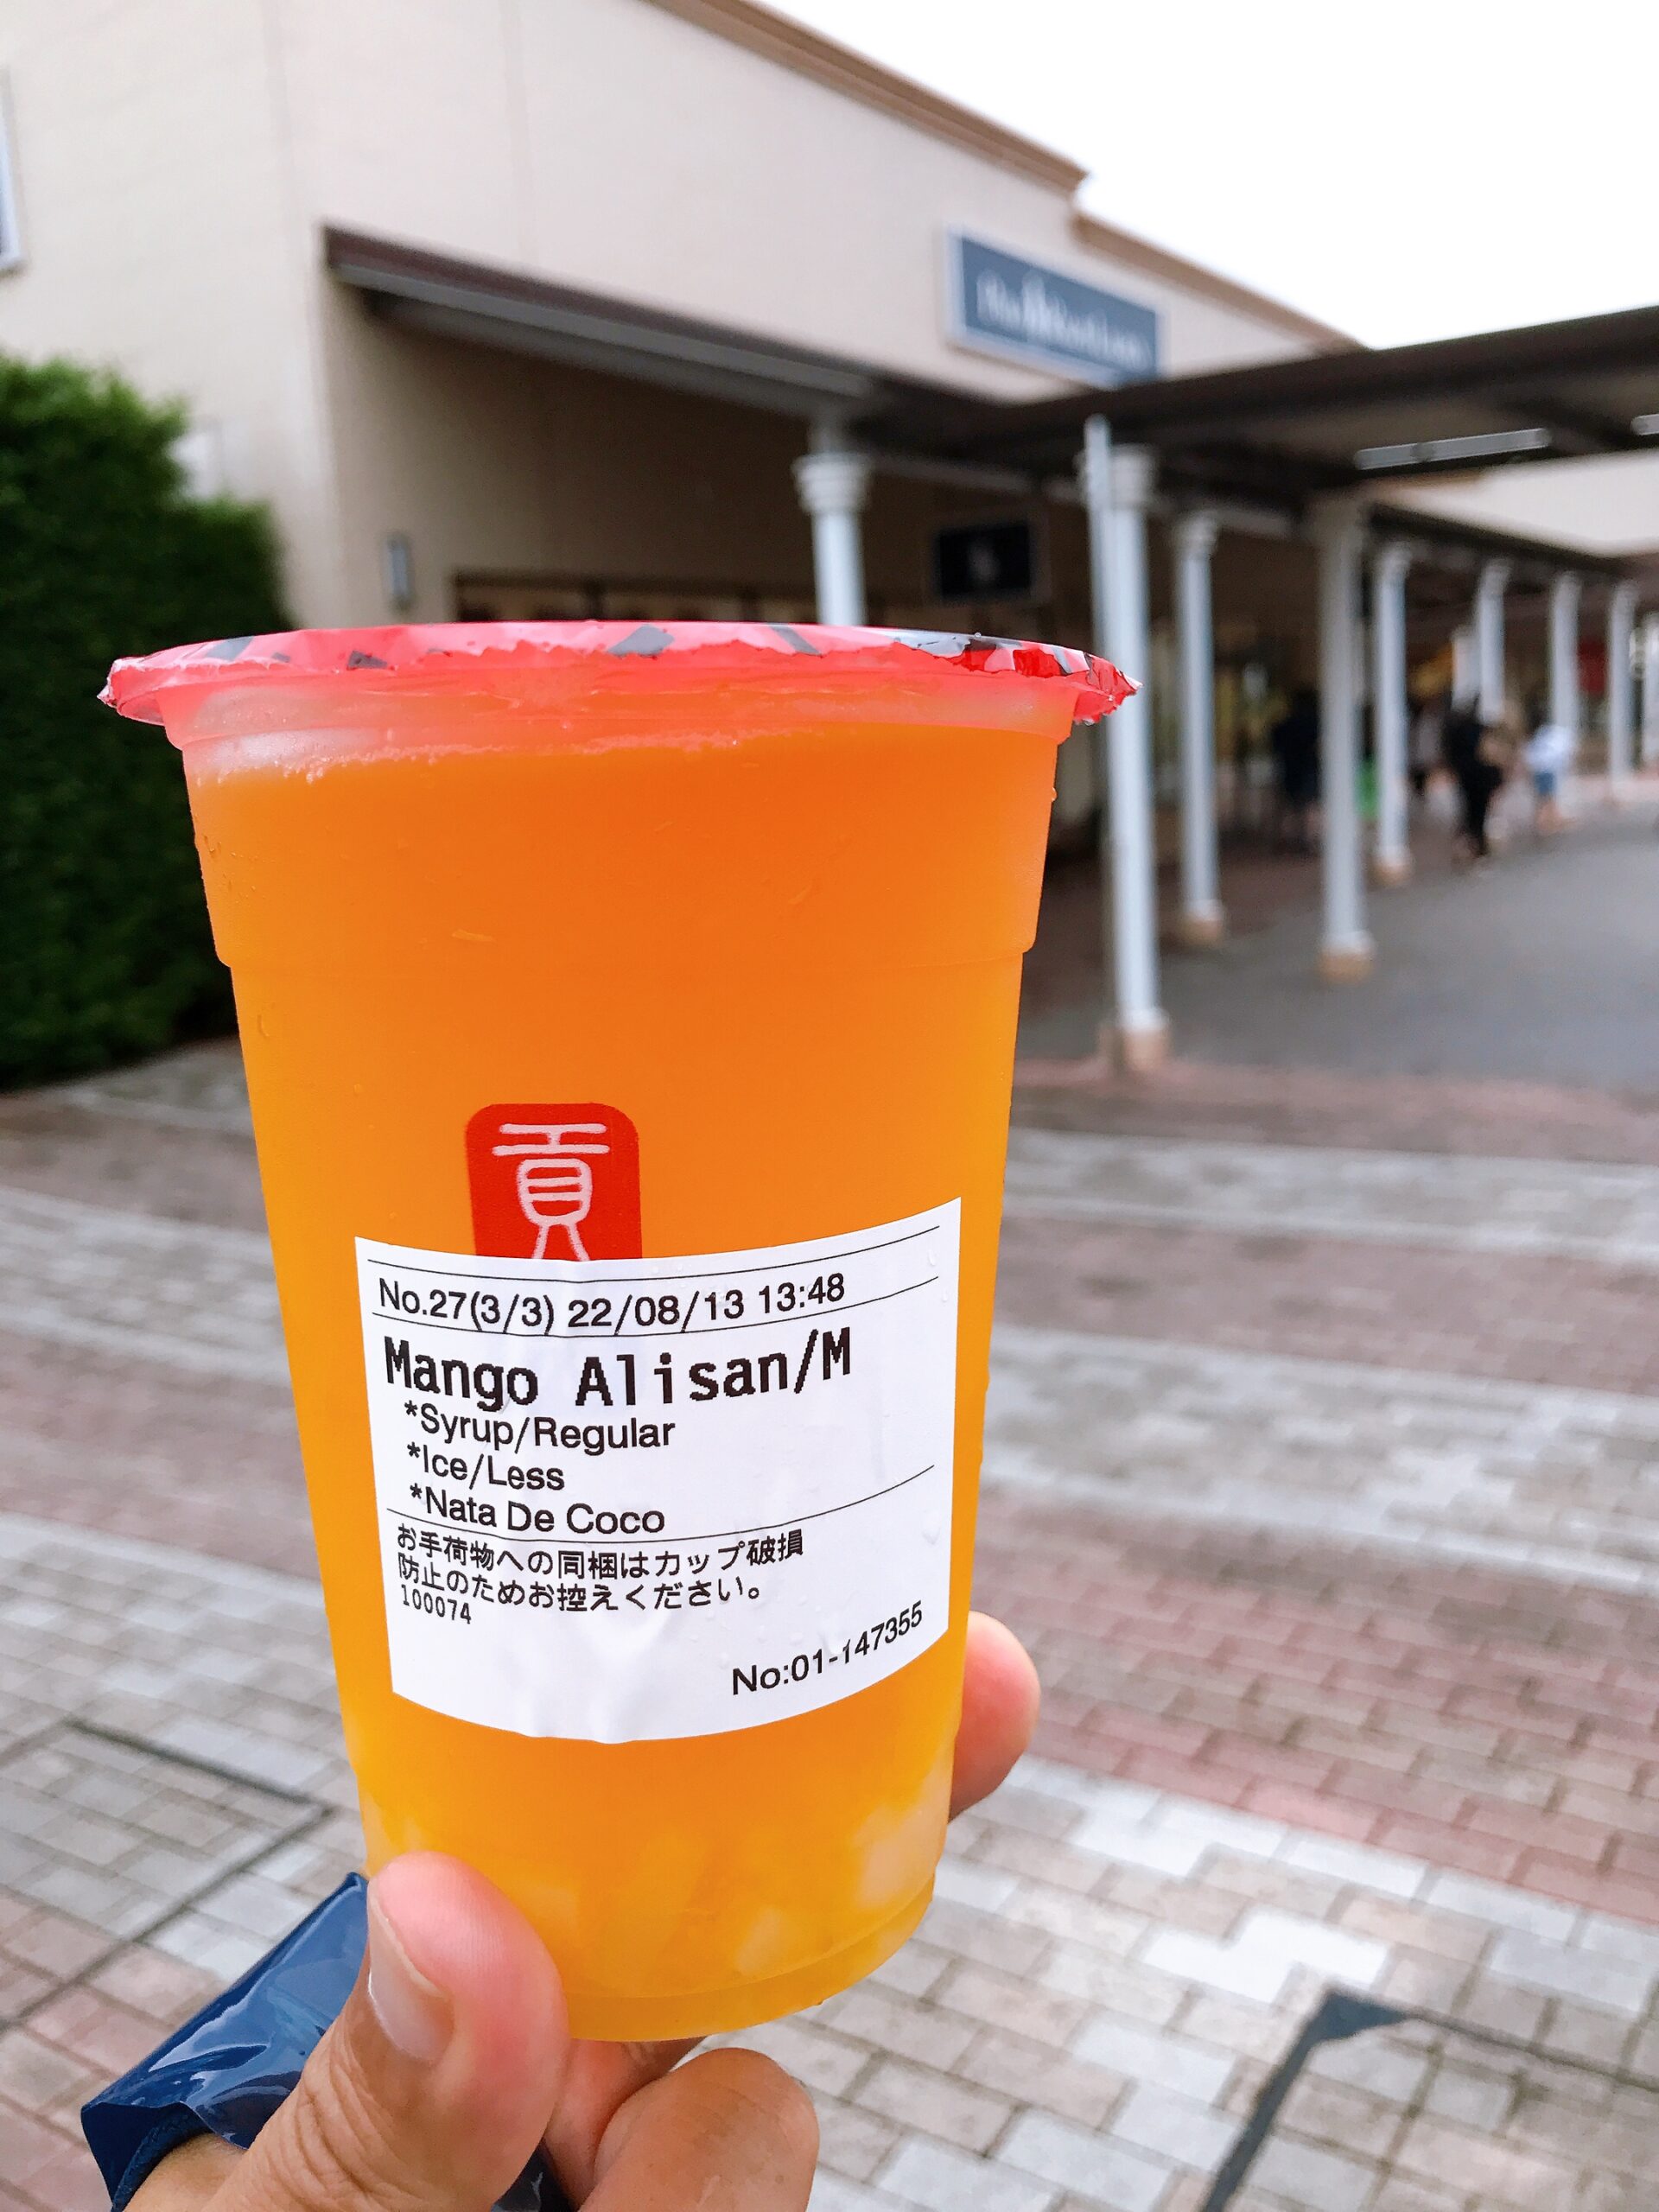 貢
No.27(3/3) 22/08/13 13:48
Mango Alisan/M
*Syrup/Regular
*Ice/Less
*Nata De Coco
お手荷物への同梱はカップ破損
防止のためお控えください。
100074
No:01-147355